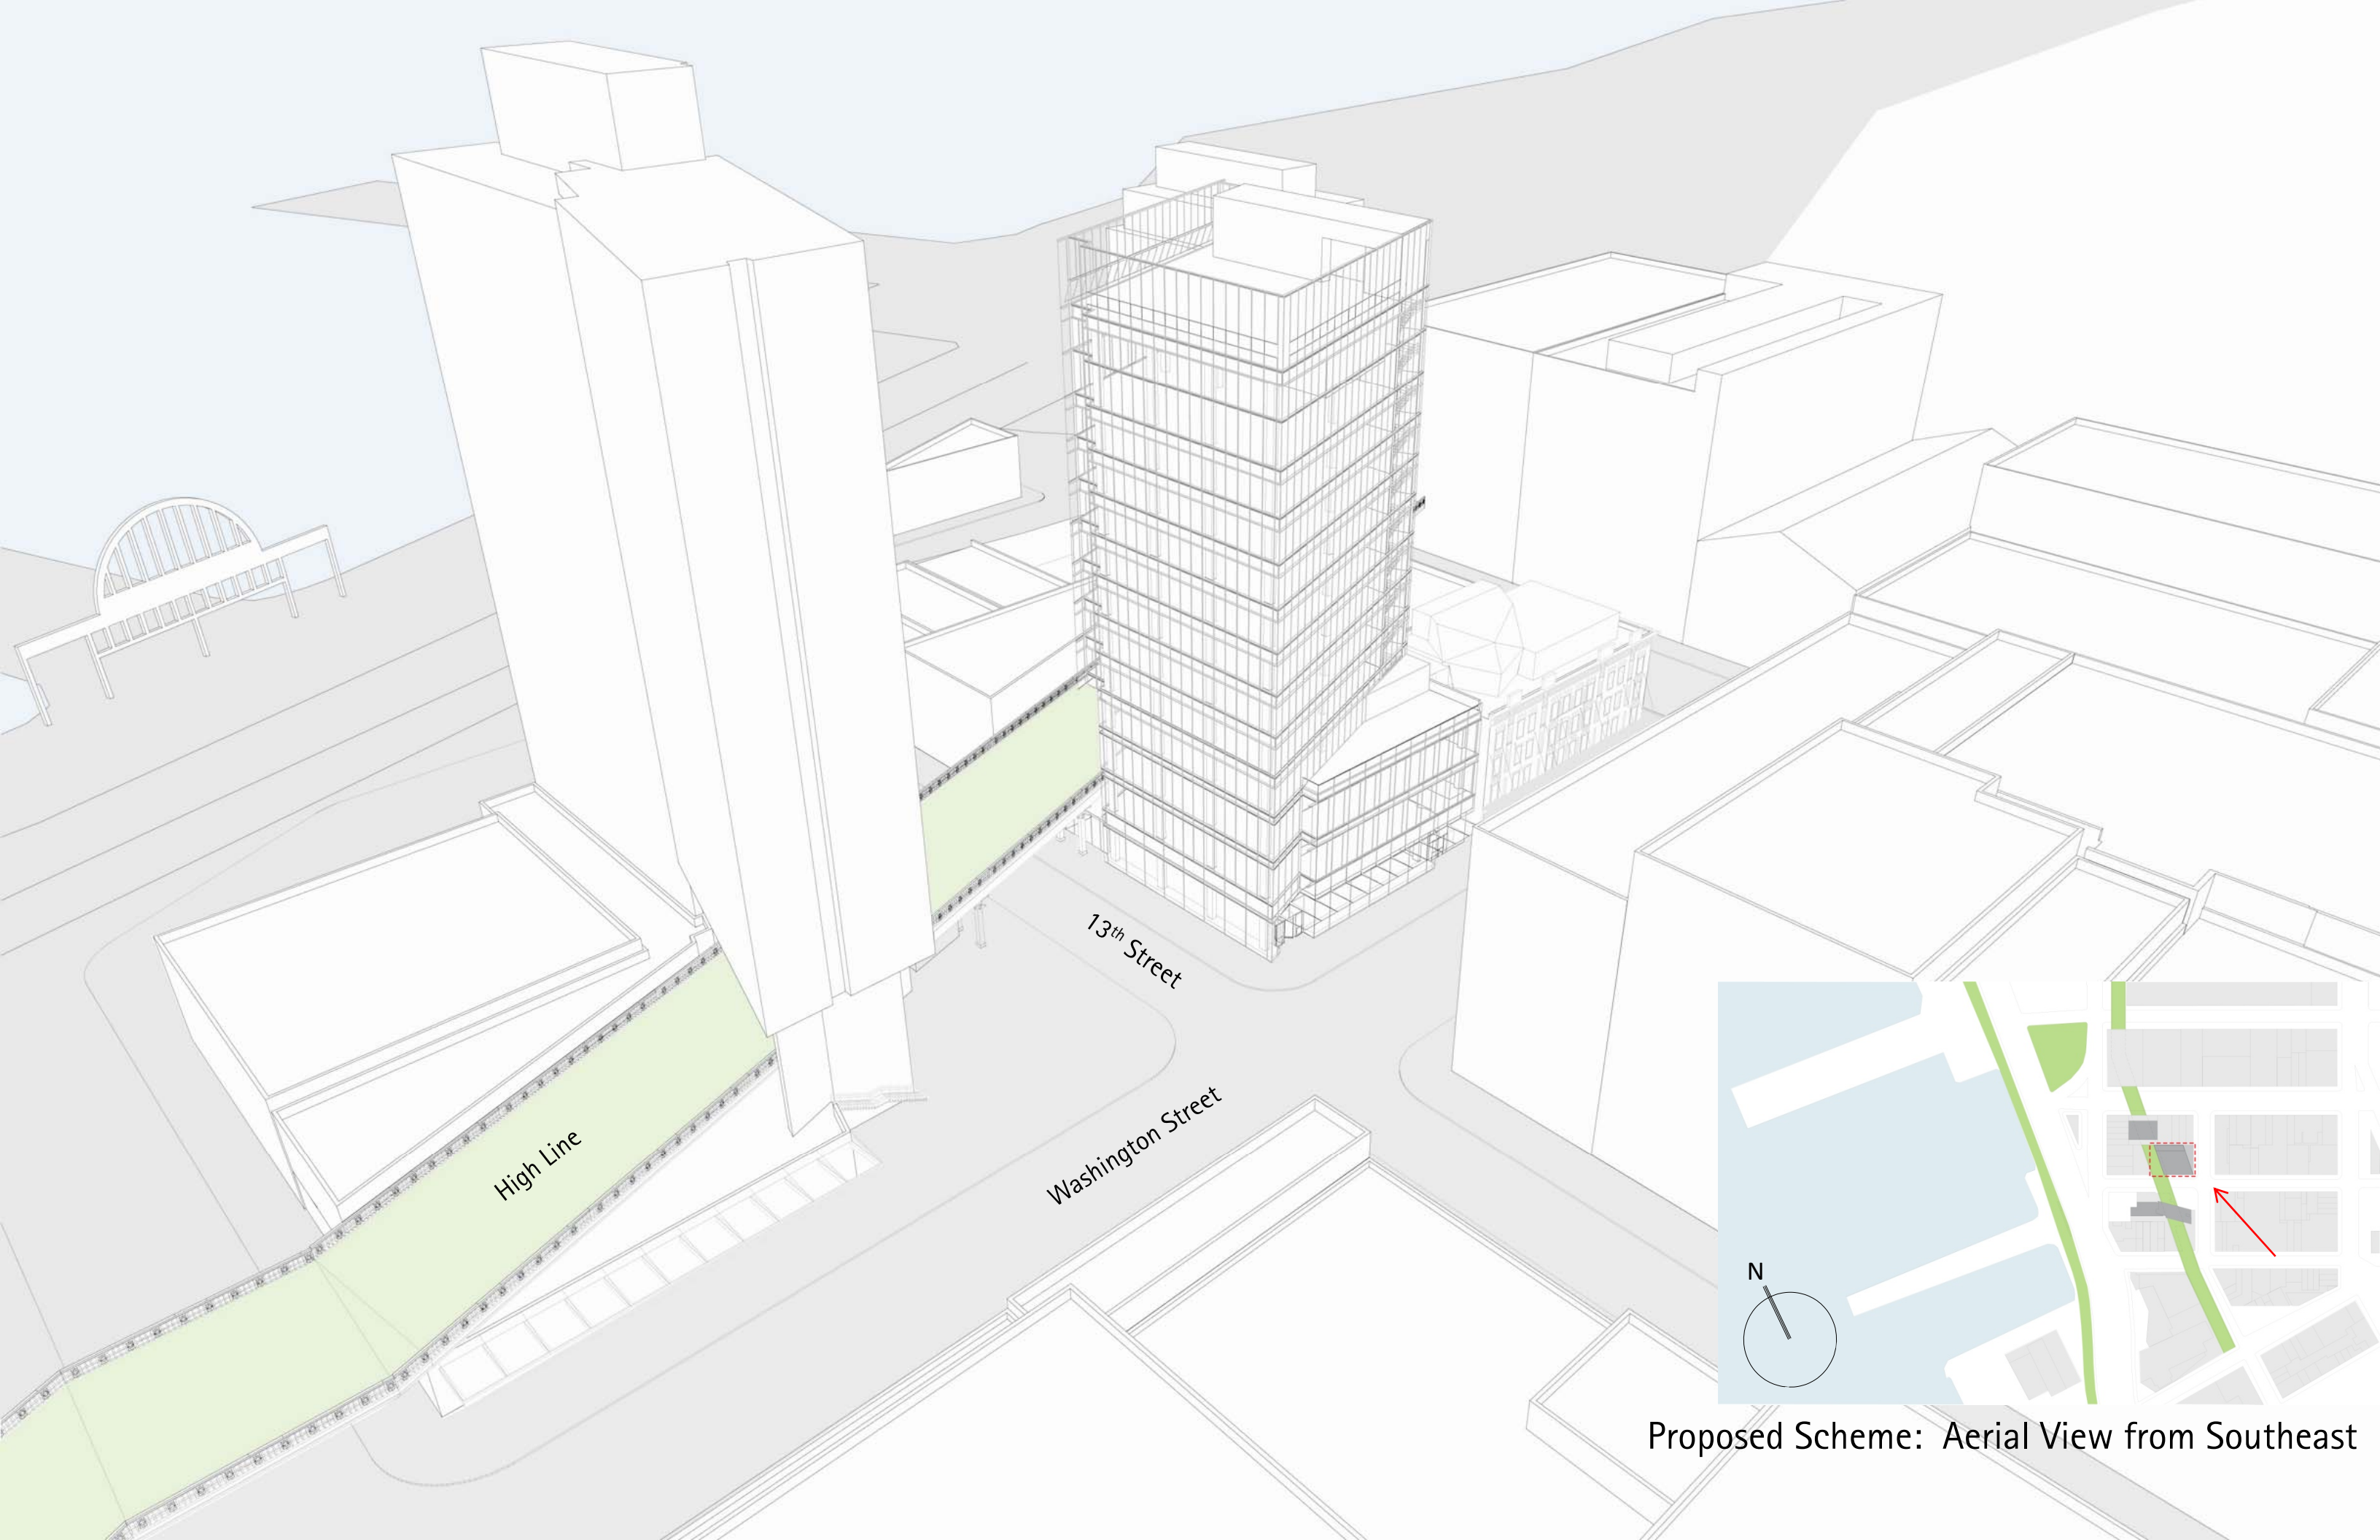 13th Street
High Line
Washington Street
N
Proposed Scheme: Aerial View from Southeast